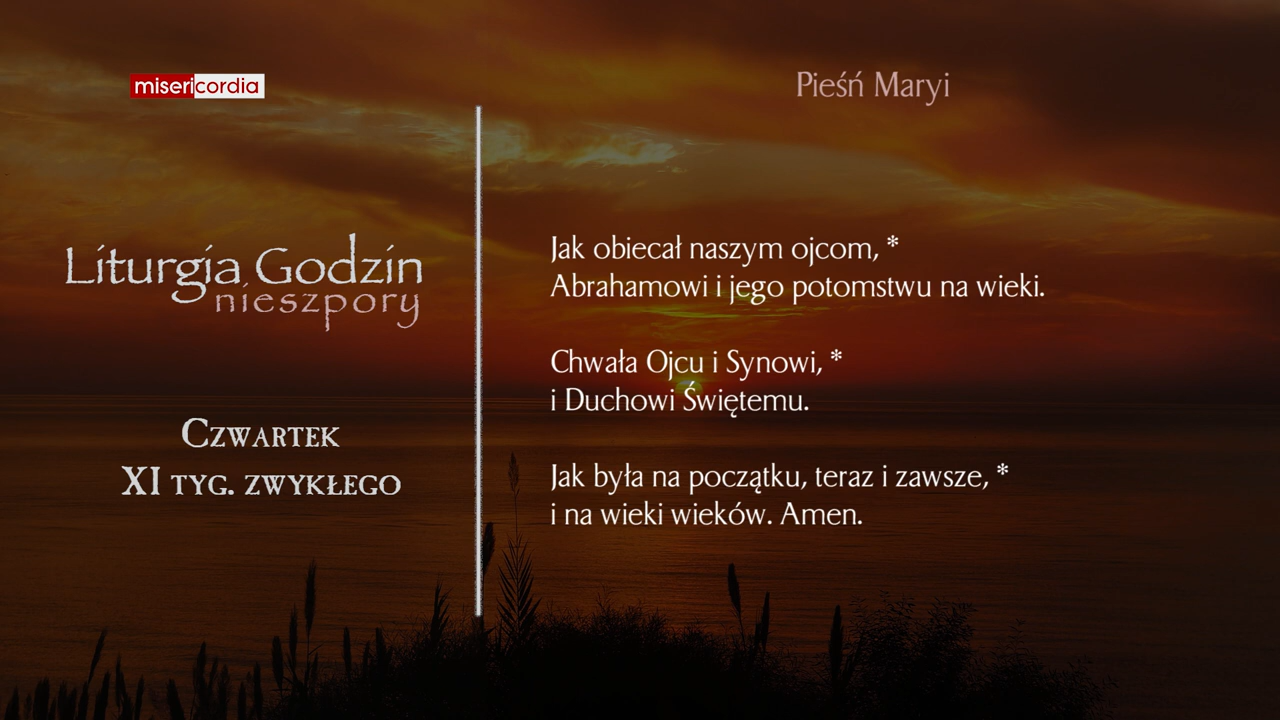 misericordia
Pieśń Maryi
Liturgia Godzin
nieszpory
Czwartek
XI tyg. zwykłego
Jak obiecał naszym ojcom, *
Abrahamowi i jego potomstwu na wieki.
Chwała Ojcu i Synowi, *
i Duchowi Świętemu.
Jak była na początku, teraz i zawsze, *
i na wieki wieków. Amen.